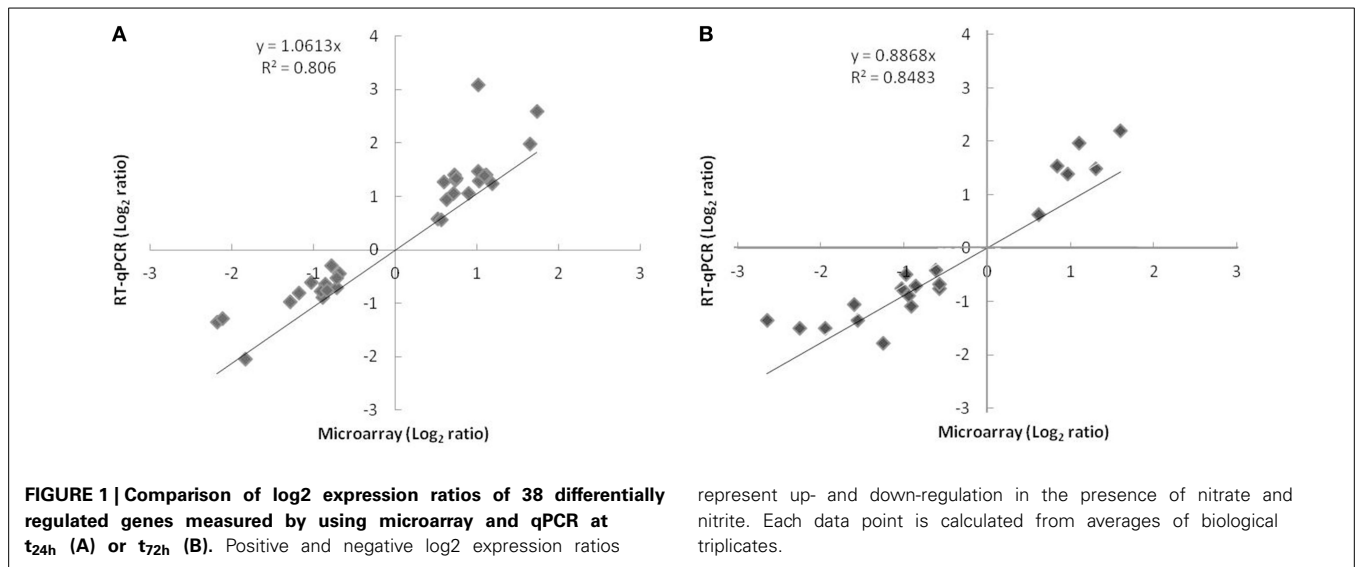 A
y = 1.0613x
R² = 0.806
4
3
2
1
0
-1
-2
-3
-3 -2 -1 0 1 2 3
RT-qPCR (Log₂ ratio)
Microarray (Log₂ ratio)
B
y = 0.8868x
R² = 0.8483
4
3
2
1
0
-1
-2
-3
-3 -2 -1 0 1 2 3
RT-qPCR (Log₂ ratio)
Microarray (Log₂ ratio)
FIGURE 1 | Comparison of log2 expression ratios of 38 differentially
regulated genes measured by using microarray and qPCR at
t24h (A) or t72h (B). Positive and negative log2 expression ratios
represent up- and down-regulation in the presence of nitrate and
nitrite. Each data point is calculated from averages of biological
triplicates.